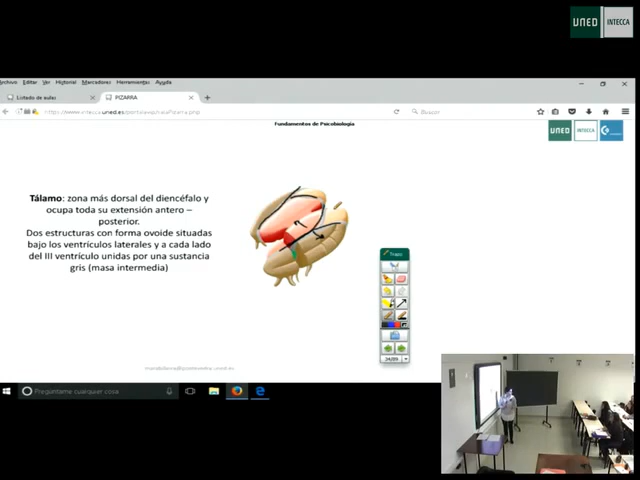 UNED INTECCA
Archivo Editar Ver Historial Marcadores Herramientas Ayuda
Listado de aulas
PIZARRA
Buscar
Fundamentos de Psicobiología
UNED INTECCA
Tálamo: zona más dorsal del diencéfalo y
ocupa toda su extensión antero –
posterior.
Dos estructuras con forma ovoide situadas
bajo los ventrículos laterales y a cada lado
del III ventrículo unidas por una sustancia
gris (masa intermedia)
Trazo
24/89
Pregúntame cualquier cosa